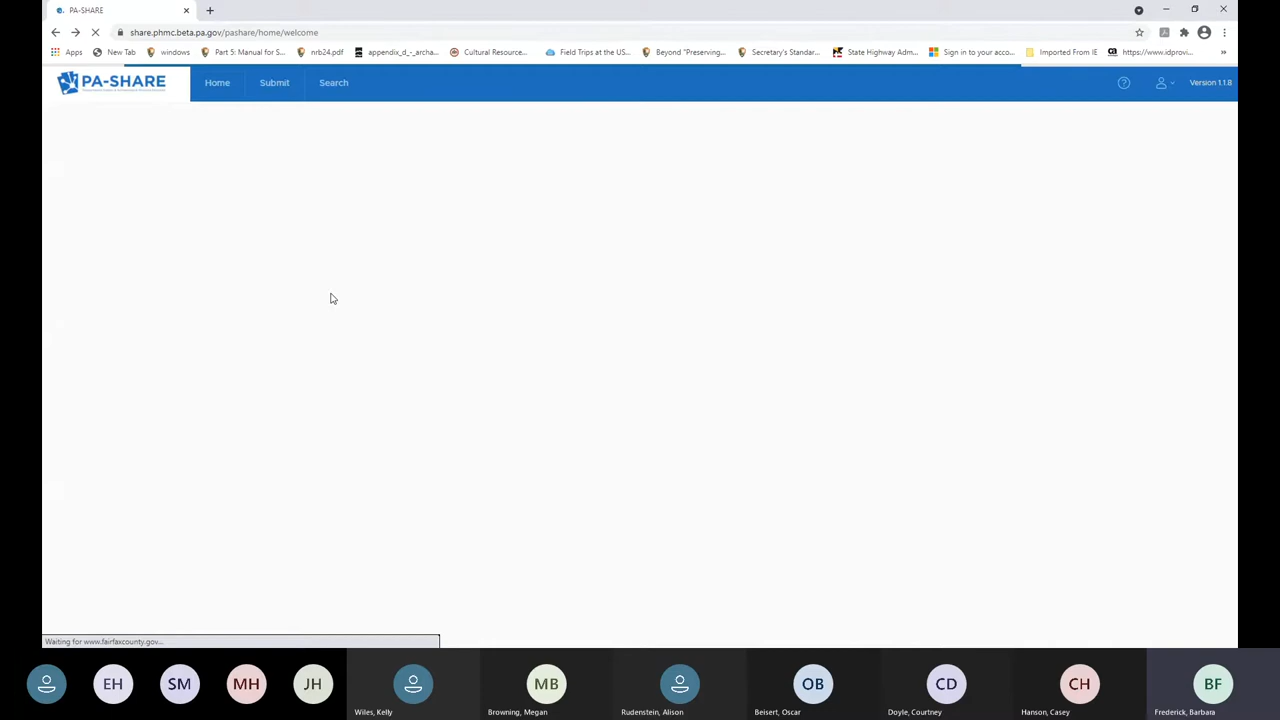 PA-SHARE
share.phmc.beta.pa.gov/pashare/home/welcome
Apps New Tab windows Part 5: Manual for S... nrb24.pdf appendix_d_-_archa... Cultural Resource... Field Trips at the US... Beyond "Preserving... Secretary's Standar... State Highway Adm... Sign in to your acco... Imported From IE https://www.idprovi... »
PA-SHARE Home Submit Search Version 1.1.8
Waiting for www.fairfaxcounty.gov...
EH SM MH JH MB OB CD CH BF
Wiles, Kelly Browning, Megan Rudenstein, Alison Beisert, Oscar Doyle, Courtney Hanson, Casey Frederick, Barbara